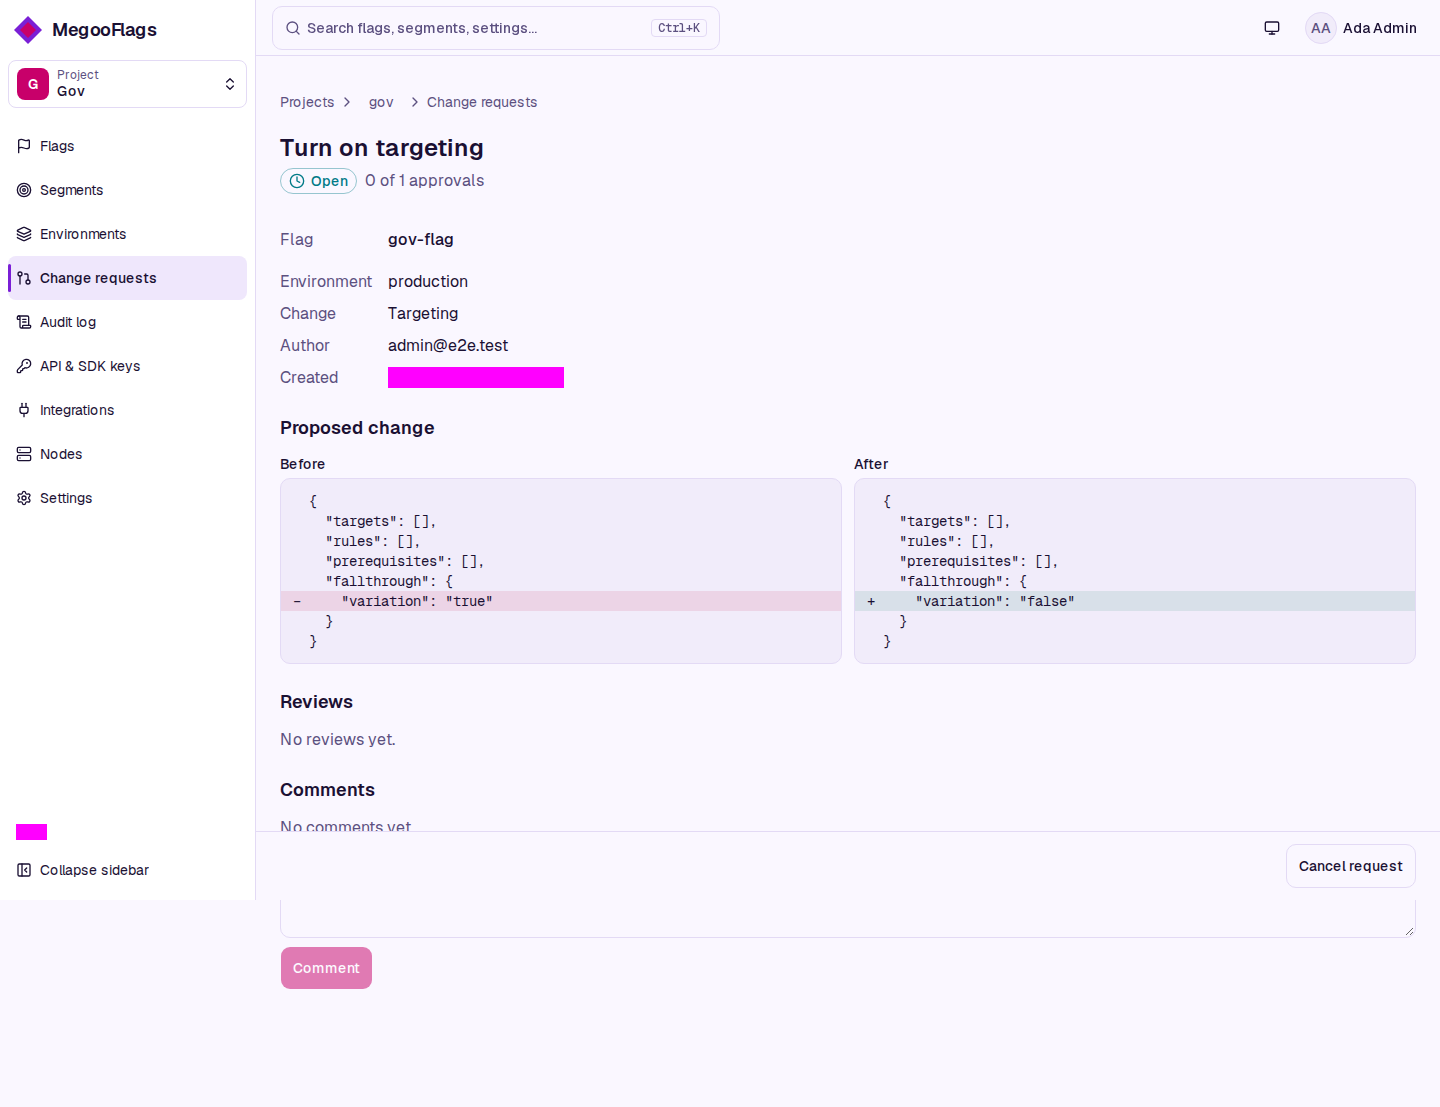 MegooFlags
Search flags, segments, settings...
Ctrl+K
AA
Ada Admin
G
Project
Gov
Flags
Segments
Environments
Change requests
Audit log
API & SDK keys
Integrations
Nodes
Settings
Collapse sidebar
Projects > gov > Change requests
Turn on targeting
Open
0 of 1 approvals
Flag gov-flag
Environment production
Change Targeting
Author admin@e2e.test
Created
Proposed change
Before
{
"targets": [],
"rules": [],
"prerequisites": [],
"fallthrough": {
- "variation": "true"
}
}
After
{
"targets": [],
"rules": [],
"prerequisites": [],
"fallthrough": {
+ "variation": "false"
}
}
Reviews
No reviews yet.
Comments
No comments yet
Cancel request
Comment